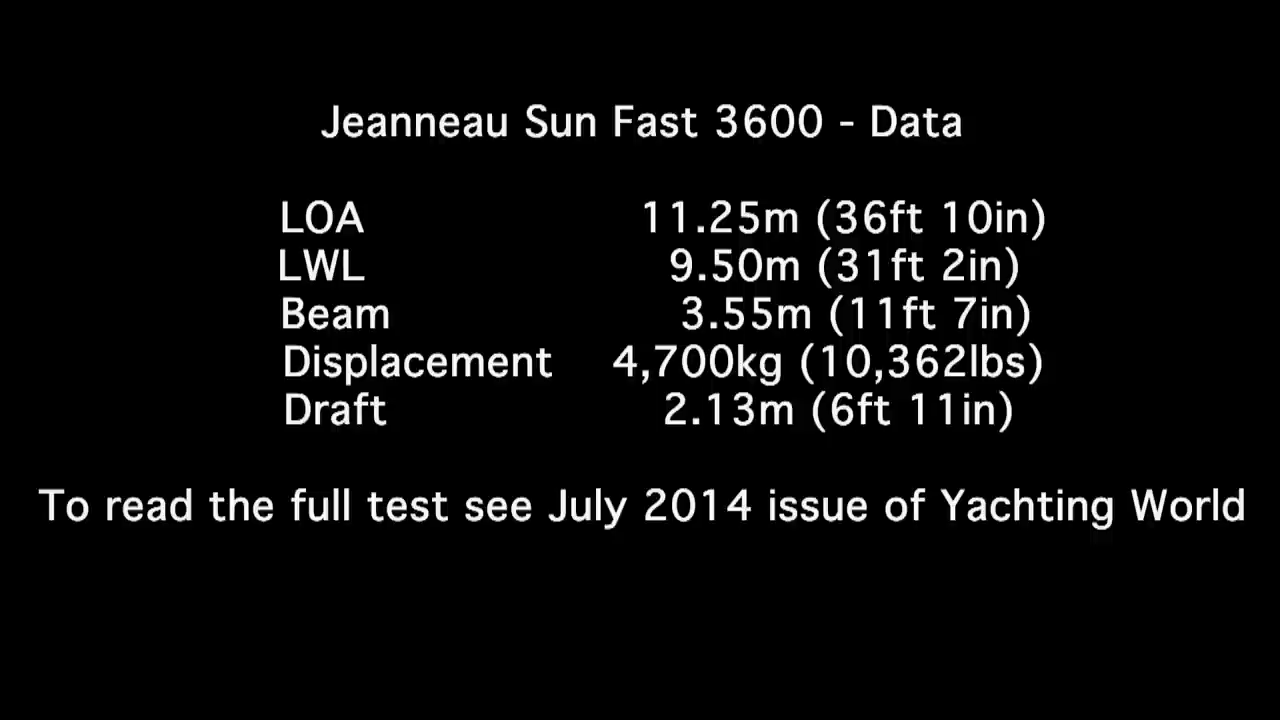 Jeanneau Sun Fast 3600 - Data
LOA 11.25m (36ft 10in)
LWL 9.50m (31ft 2in)
Beam 3.55m (11ft 7in)
Displacement 4,700kg (10,362lbs)
Draft 2.13m (6ft 11in)
To read the full test see July 2014 issue of Yachting World